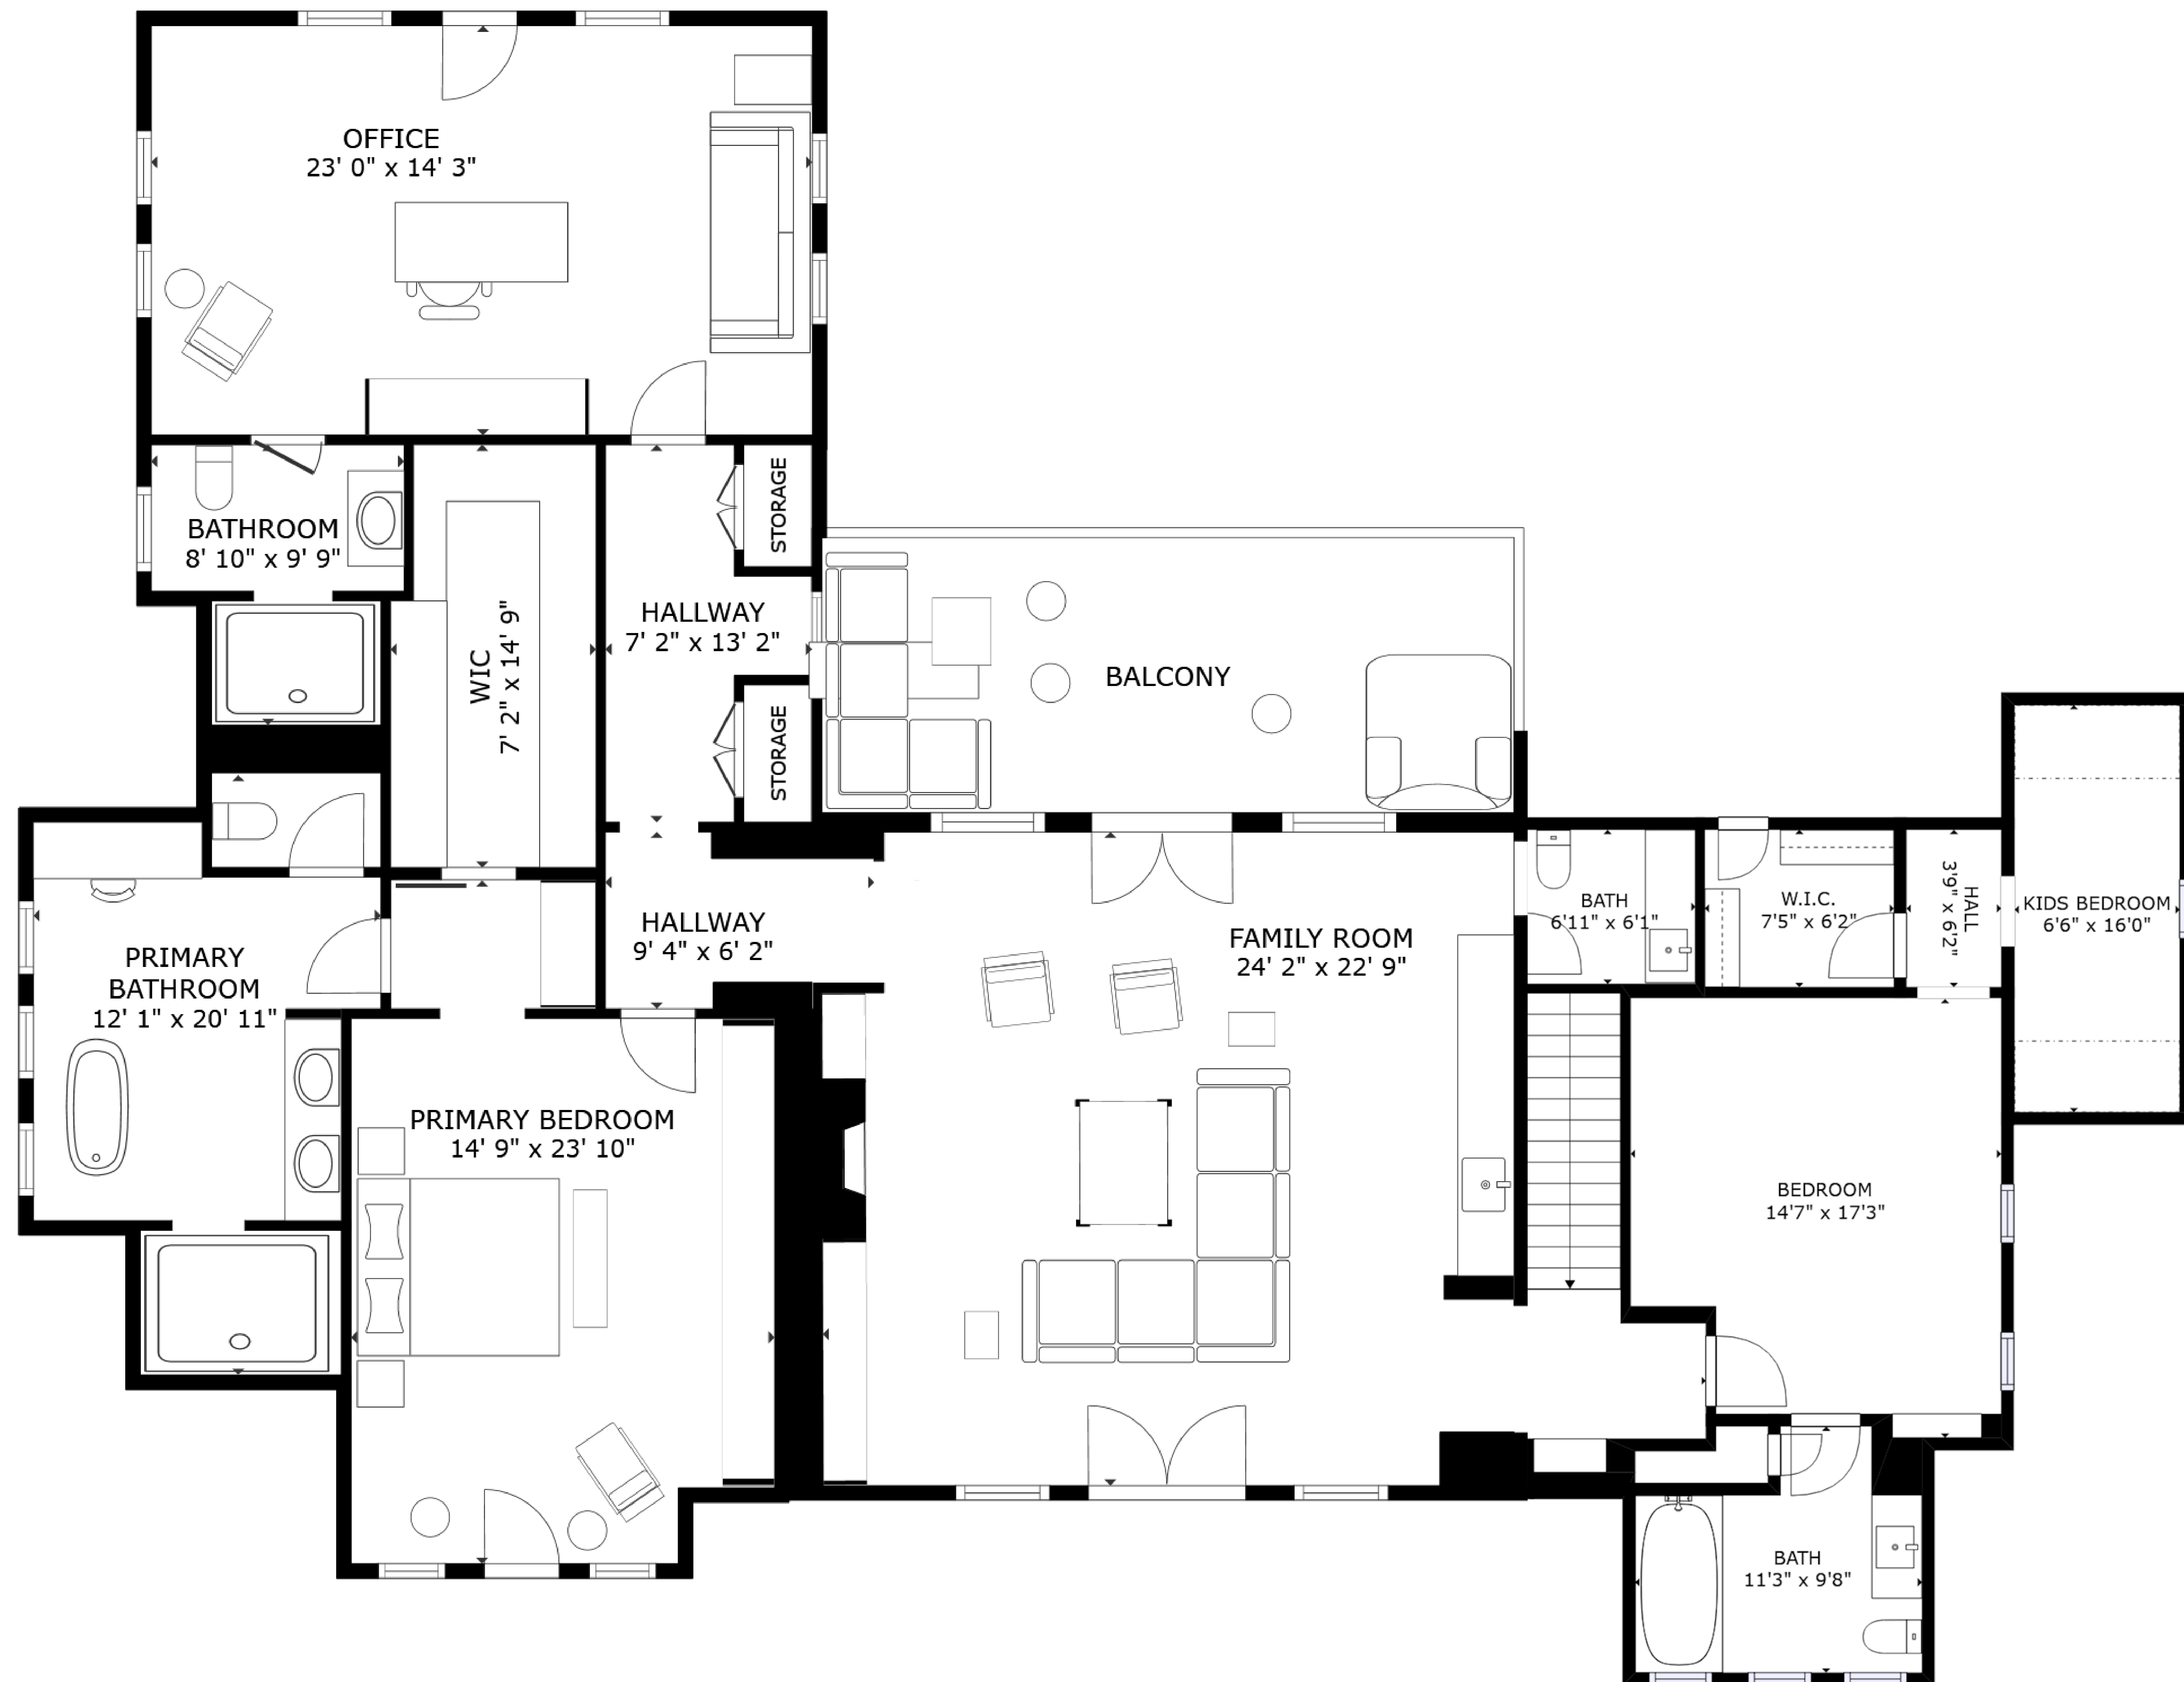 OFFICE
23' 0" x 14' 3"
BATHROOM
8' 10" x 9' 9"
WIC
7' 2" x 14' 9"
STORAGE
HALLWAY
7' 2" x 13' 2"
STORAGE
BALCONY
HALLWAY
9' 4" x 6' 2"
PRIMARY
BATHROOM
12' 1" x 20' 11"
PRIMARY BEDROOM
14' 9" x 23' 10"
FAMILY ROOM
24' 2" x 22' 9"
BATH
6'11" x 6'1"
W.I.C.
7'5" x 6'2"
HALL
3'9" x 6'2"
KIDS BEDROOM
6'6" x 16'0"
BEDROOM
14'7" x 17'3"
BATH
11'3" x 9'8"